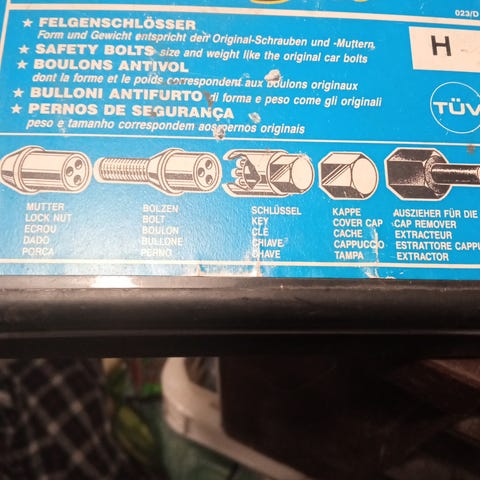 023/D
★ FELGENSCHLÖSSER
Form und Gewicht entspricht den Original-Schrauben und -Muttern
★ SAFETY BOLTS size and weight like the original car bolts
★ BOULONS ANTIVOL
dont la forme et le poids correspondent aux boulons originaux
★ BULLONI ANTIFURTO di forma e peso come gli originali
★ PERNOS DE SEGURANÇA
peso e tamanho correspondem aos pernos originais
H
TÜV
MUTTER
LOCK NUT
ECROU
DADO
PORCA
BOLZEN
BOLT
BOULON
BULLONE
PERNO
SCHLÜSSEL
KEY
CLÈ
CHIAVE
CHAVE
KAPPE
COVER CAP
CACHE
CAPPUCCIO
TAMPA
AUSZIEHER FÜR DIE
CAP REMOVER
EXTRACTEUR
ESTRATTORE CAPPU
EXTRACTOR